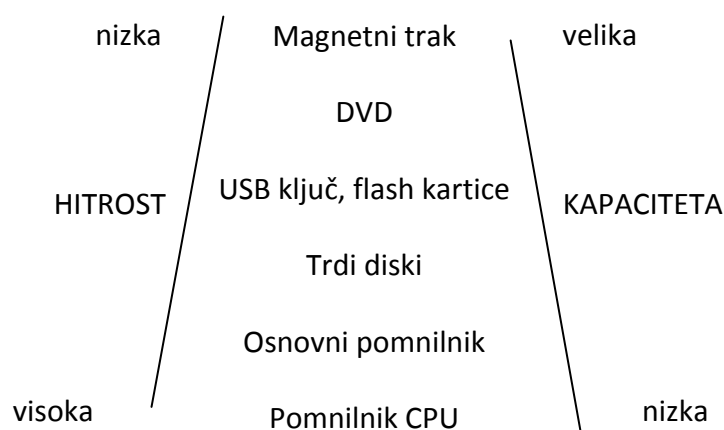 nizka Magnetni trak velika
DVD
USB ključ, flash kartice
HITROST KAPACITETA
Trdi diski
Osnovni pomnilnik
visoka Pomnilnik CPU nizka